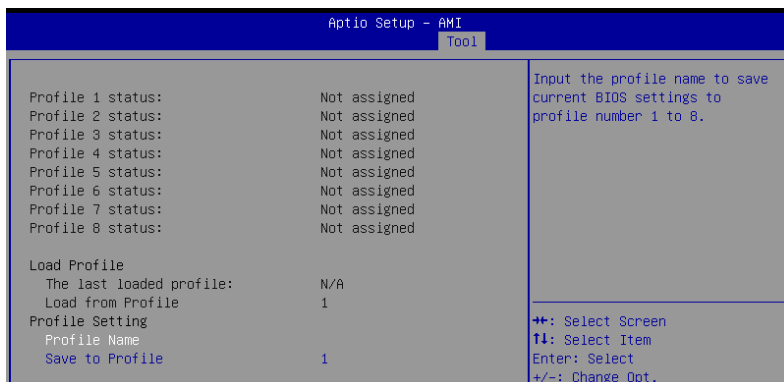 Aptio Setup - AMI
Tool
Profile 1 status: Not assigned
Profile 2 status: Not assigned
Profile 3 status: Not assigned
Profile 4 status: Not assigned
Profile 5 status: Not assigned
Profile 6 status: Not assigned
Profile 7 status: Not assigned
Profile 8 status: Not assigned
Load Profile
The last loaded profile: N/A
Load from Profile 1
Profile Setting
Profile Name
Save to Profile 1
Input the profile name to save
current BIOS settings to
profile number 1 to 8.
→←: Select Screen
↑↓: Select Item
Enter: Select
+/-: Change Opt.